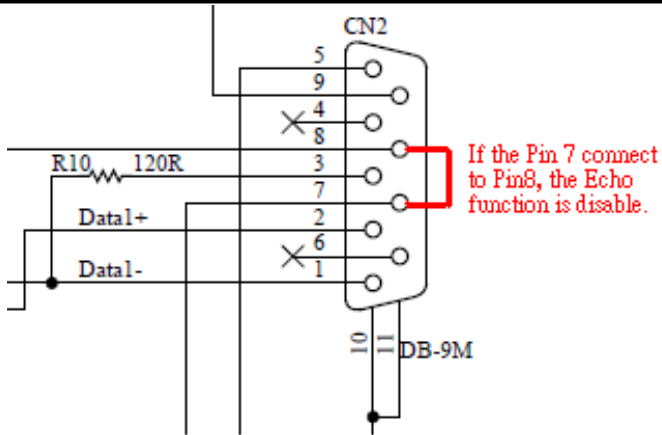 CN2
5
9
4
8
R10 120R
3
7
Data1+
2
6
Data1-
1
If the Pin 7 connect
to Pin8, the Echo
function is disable.
10
11
DB-9M